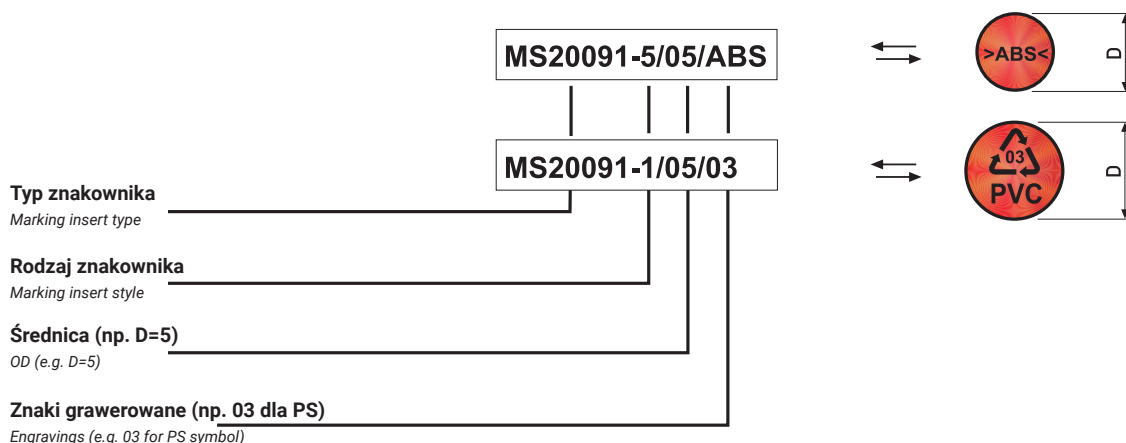 MS20091-5/05/ABS
>ABS<
D
MS20091-1/05/03
03
PVC
D
Typ znakownika
Marking insert type
Rodzaj znakownika
Marking insert style
Średnica (np. D=5)
OD (e.g. D=5)
Znaki grawerowane (np. 03 dla PS)
Engravings (e.g. 03 for PS symbol)